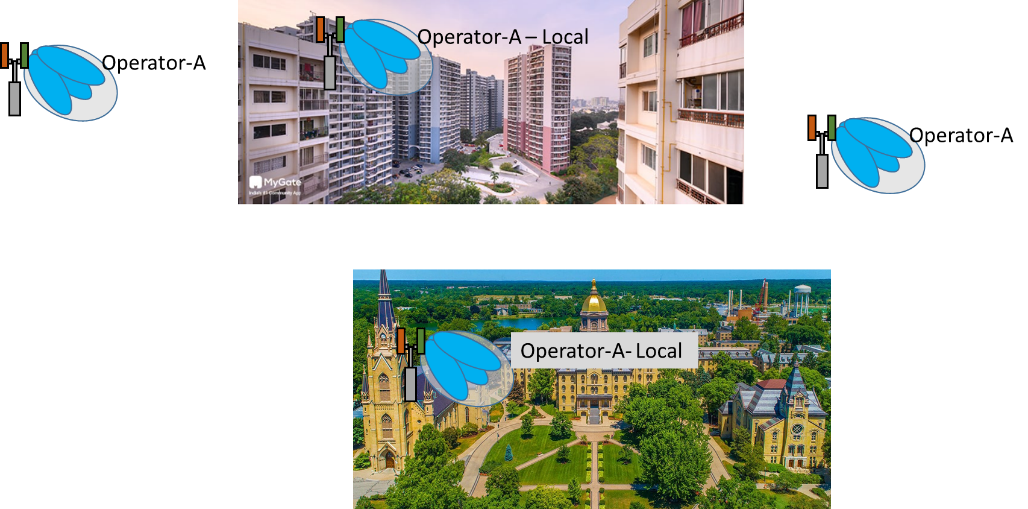 Operator-A – Local
Operator-A
Operator-A
MyGate
Operator-A- Local